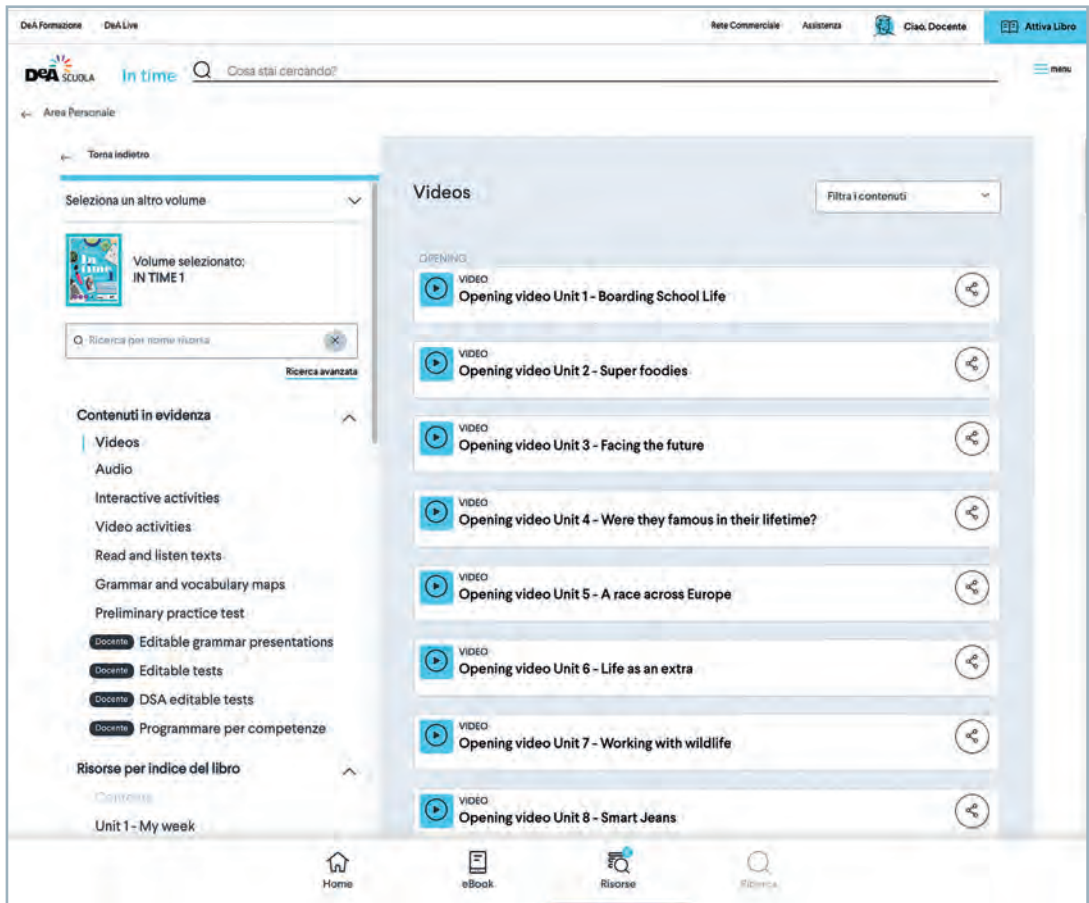 DeA Formazione DeA Live Rete Commerciale Assistenza Ciao, Docente Attiva Libro
DeA SCUOLA In time Cosa stai cercando? menu
← Area Personale
← Torna indietro
Seleziona un altro volume
Volume selezionato:
IN TIME 1
In
time
Ricerca per nome risorsa
Ricerca avanzata
Contenuti in evidenza
Videos
Audio
Interactive activities
Video activities
Read and listen texts
Grammar and vocabulary maps
Preliminary practice test
Docente Editable grammar presentations
Docente Editable tests
Docente DSA editable tests
Docente Programmare per competenze
Risorse per indice del libro
Contents
Unit 1 - My week
Videos Filtra i contenuti
OPENING
VIDEO
Opening video Unit 1 - Boarding School Life
VIDEO
Opening video Unit 2 - Super foodies
VIDEO
Opening video Unit 3 - Facing the future
VIDEO
Opening video Unit 4 - Were they famous in their lifetime?
VIDEO
Opening video Unit 5 - A race across Europe
VIDEO
Opening video Unit 6 - Life as an extra
VIDEO
Opening video Unit 7 - Working with wildlife
VIDEO
Opening video Unit 8 - Smart Jeans
Home eBook Risorse Ricerca